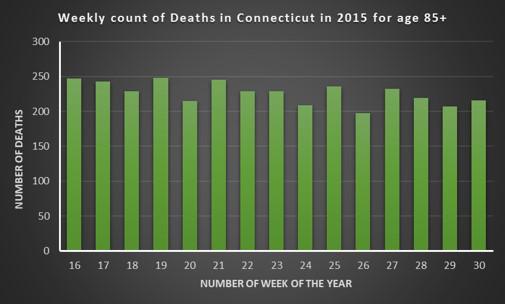 Weekly count of Deaths in Connecticut in 2015 for age 85+
300
250
200
150
100
50
0
NUMBER OF DEATHS
16 17 18 19 20 21 22 23 24 25 26 27 28 29 30
NUMBER OF WEEK OF THE YEAR